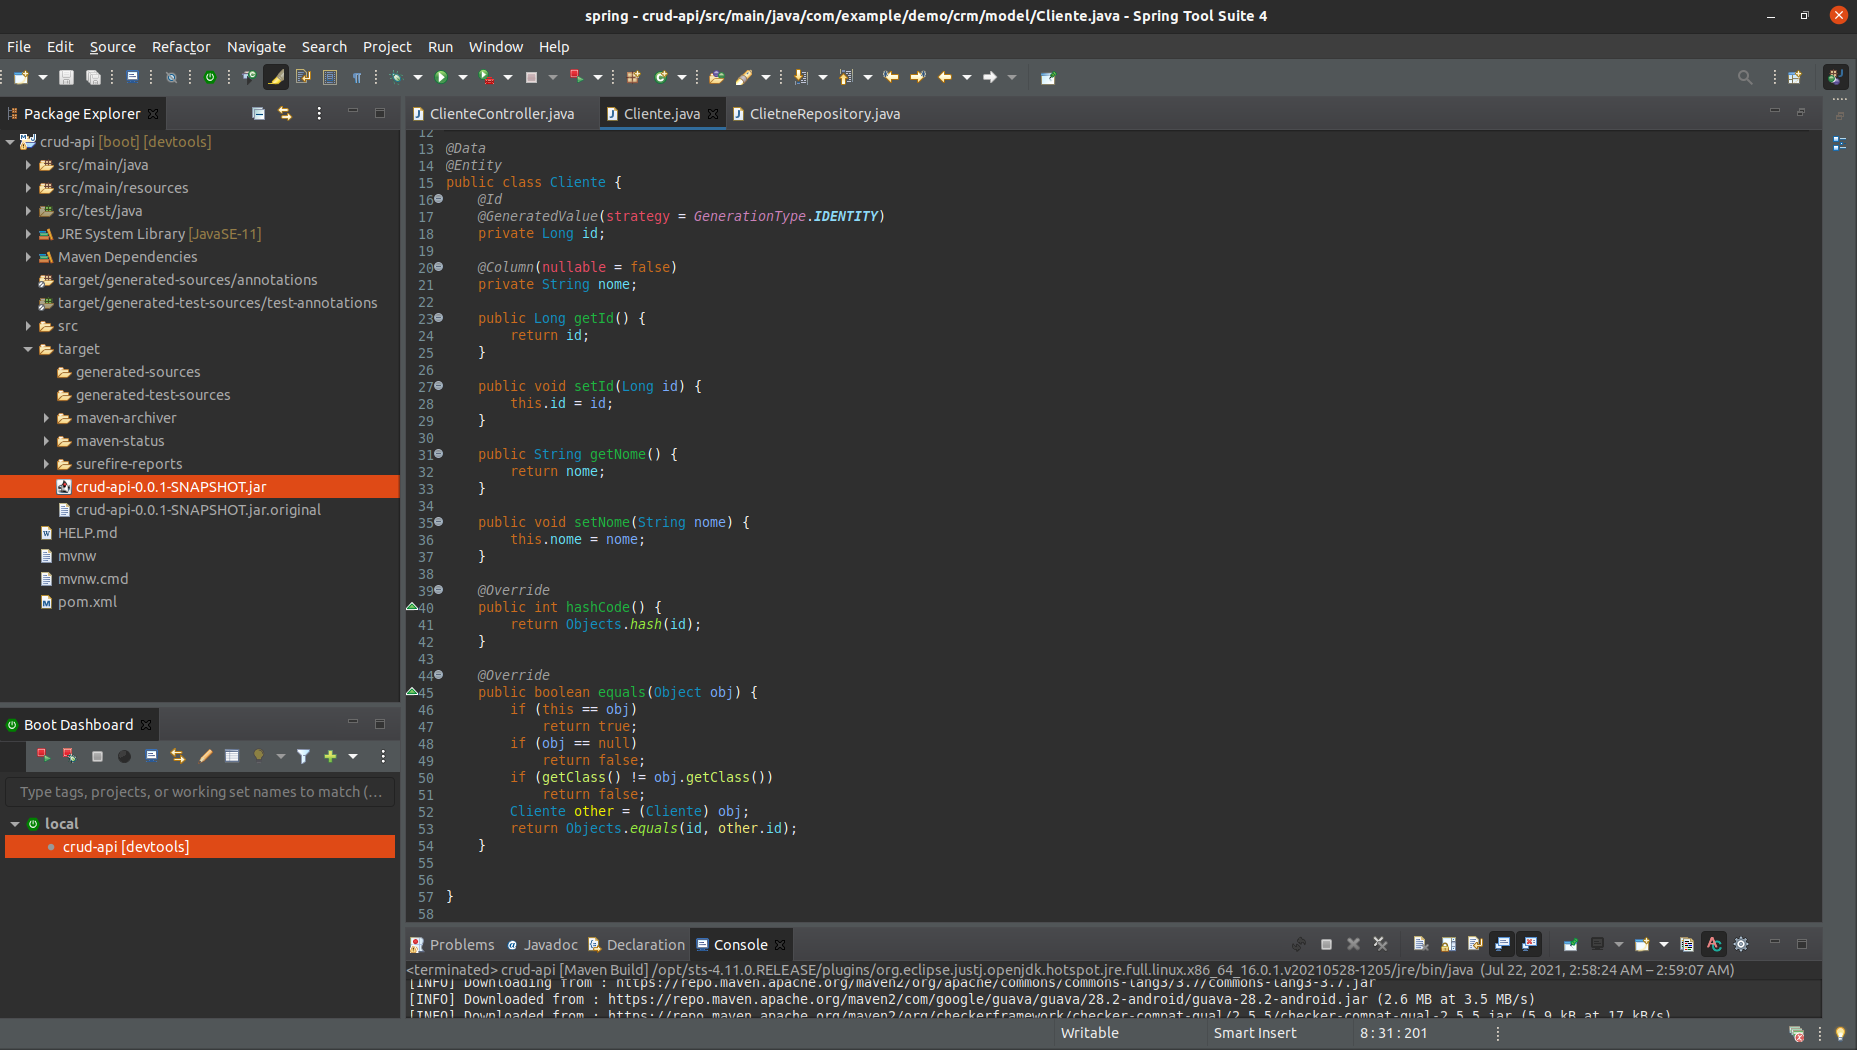 spring - crud-api/src/main/java/com/example/demo/crm/model/Cliente.java - Spring Tool Suite 4
File Edit Source Refactor Navigate Search Project Run Window Help
Package Explorer
crud-api [boot] [devtools]
src/main/java
src/main/resources
src/test/java
JRE System Library [JavaSE-11]
Maven Dependencies
target/generated-sources/annotations
target/generated-test-sources/test-annotations
src
target
generated-sources
generated-test-sources
maven-archiver
maven-status
surefire-reports
crud-api-0.0.1-SNAPSHOT.jar
crud-api-0.0.1-SNAPSHOT.jar.original
HELP.md
mvnw
mvnw.cmd
pom.xml
Boot Dashboard
Type tags, projects, or working set names to match (...
local
crud-api [devtools]
ClienteController.java Cliente.java ClietneRepository.java
12
13 @Data
14 @Entity
15 public class Cliente {
16 @Id
17 @GeneratedValue(strategy = GenerationType.IDENTITY)
18 private Long id;
19
20 @Column(nullable = false)
21 private String nome;
22
23 public Long getId() {
24 return id;
25 }
26
27 public void setId(Long id) {
28 this.id = id;
29 }
30
31 public String getNome() {
32 return nome;
33 }
34
35 public void setNome(String nome) {
36 this.nome = nome;
37 }
38
39 @Override
40 public int hashCode() {
41 return Objects.hash(id);
42 }
43
44 @Override
45 public boolean equals(Object obj) {
46 if (this == obj)
47 return true;
48 if (obj == null)
49 return false;
50 if (getClass() != obj.getClass())
51 return false;
52 Cliente other = (Cliente) obj;
53 return Objects.equals(id, other.id);
54 }
55
56
57 }
58
Problems Javadoc Declaration Console
<terminated> crud-api [Maven Build] /opt/sts-4.11.0.RELEASE/plugins/org.eclipse.justj.openjdk.hotspot.jre.full.linux.x86_64_16.0.1.v20210528-1205/jre/bin/java (Jul 22, 2021, 2:58:24 AM – 2:59:07 AM)
[INFO] Downloading from : https://repo.maven.apache.org/maven2/org/apache/commons/commons-lang3/3.7/commons-lang3-3.7.jar
[INFO] Downloaded from : https://repo.maven.apache.org/maven2/com/google/guava/guava/28.2-android/guava-28.2-android.jar (2.6 MB at 3.5 MB/s)
[INFO] Downloaded from : https://repo.maven.apache.org/maven2/org/checkerframework/checker-compat-qual/2.5.5/checker-compat-qual-2.5.5.jar (5.9 kB at 17 kB/s)
Writable Smart Insert 8 : 31 : 201